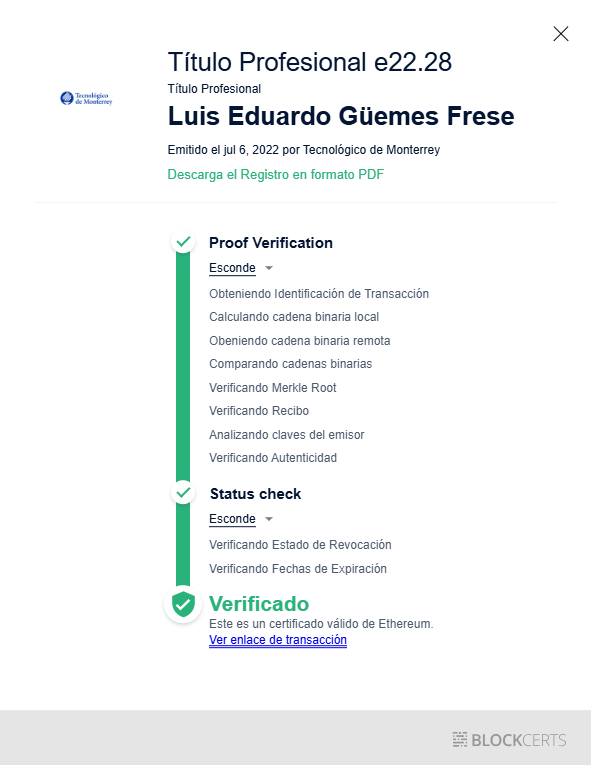 Título Profesional e22.28
Título Profesional
Tecnológico
de Monterrey
Luis Eduardo Güemes Frese
Emitido el jul 6, 2022 por Tecnológico de Monterrey
Descarga el Registro en formato PDF
Proof Verification
Esconde
Obteniendo Identificación de Transacción
Calculando cadena binaria local
Obeniendo cadena binaria remota
Comparando cadenas binarias
Verificando Merkle Root
Verificando Recibo
Analizando claves del emisor
Verificando Autenticidad
Status check
Esconde
Verificando Estado de Revocación
Verificando Fechas de Expiración
Verificado
Este es un certificado válido de Ethereum.
Ver enlace de transacción
BLOCKCERTS